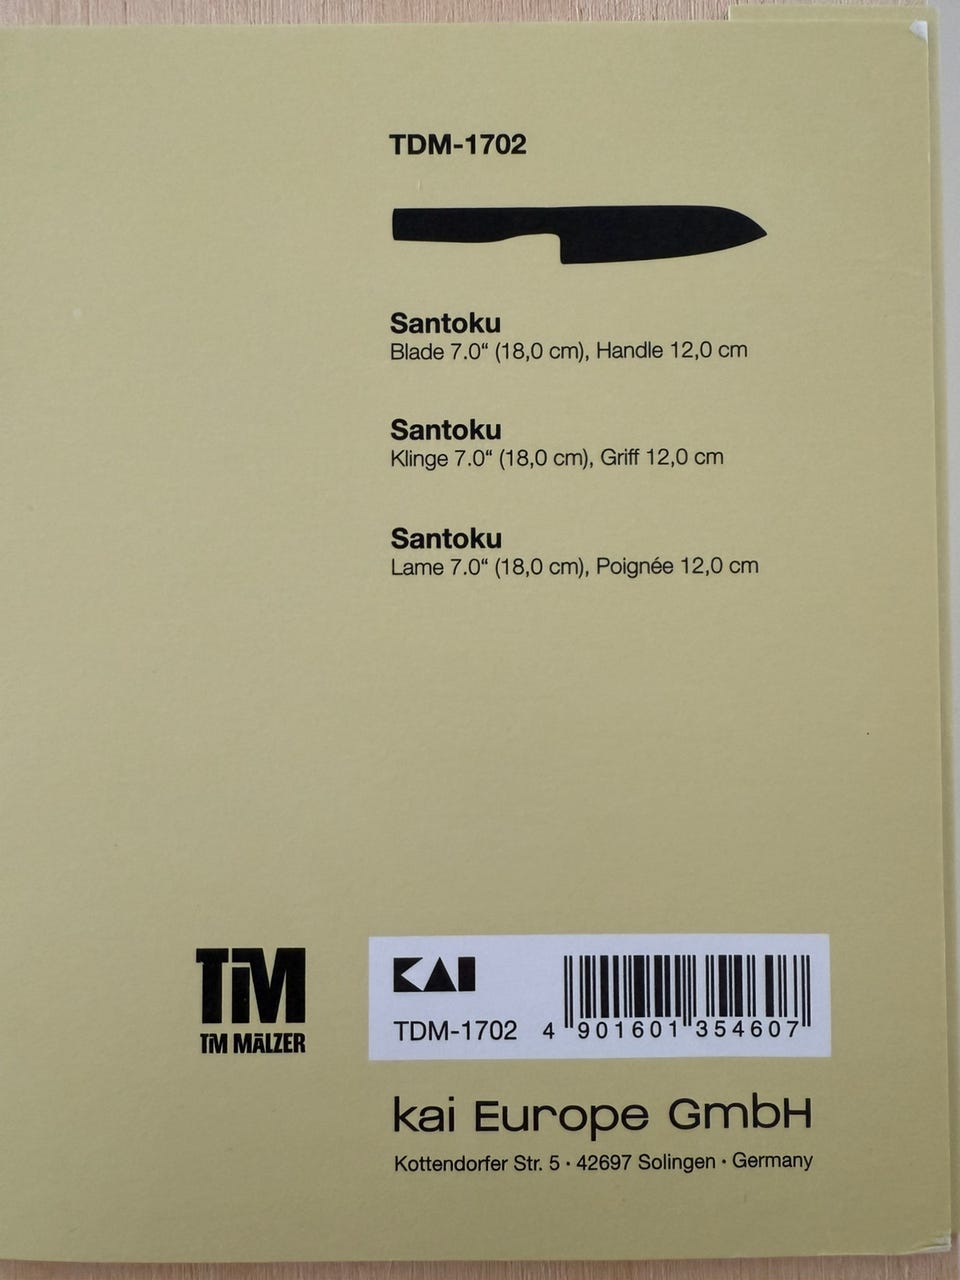 TDM-1702
Santoku
Blade 7.0“ (18,0 cm), Handle 12,0 cm
Santoku
Klinge 7.0“ (18,0 cm), Griff 12,0 cm
Santoku
Lame 7.0“ (18,0 cm), Poignée 12,0 cm
TiM
TiM MÄLZER
KAI
TDM-1702
4 901601 354607
kai Europe GmbH
Kottendorfer Str. 5 · 42697 Solingen · Germany